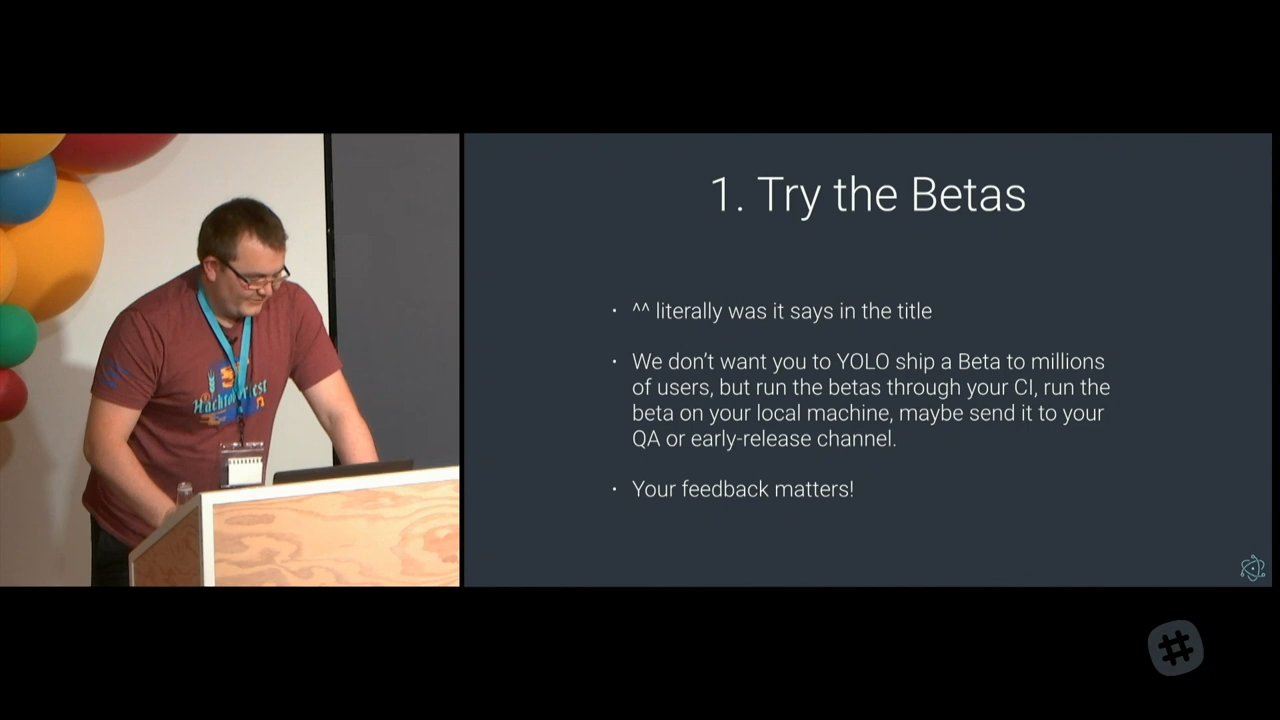 1. Try the Betas
· ^^ literally was it says in the title
· We don't want you to YOLO ship a Beta to millions
of users, but run the betas through your CI, run the
beta on your local machine, maybe send it to your
QA or early-release channel.
· Your feedback matters!